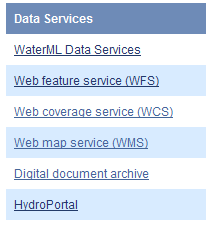 Data Services
WaterML Data Services
Web feature service (WFS)
Web coverage service (WCS)
Web map service (WMS)
Digital document archive
HydroPortal